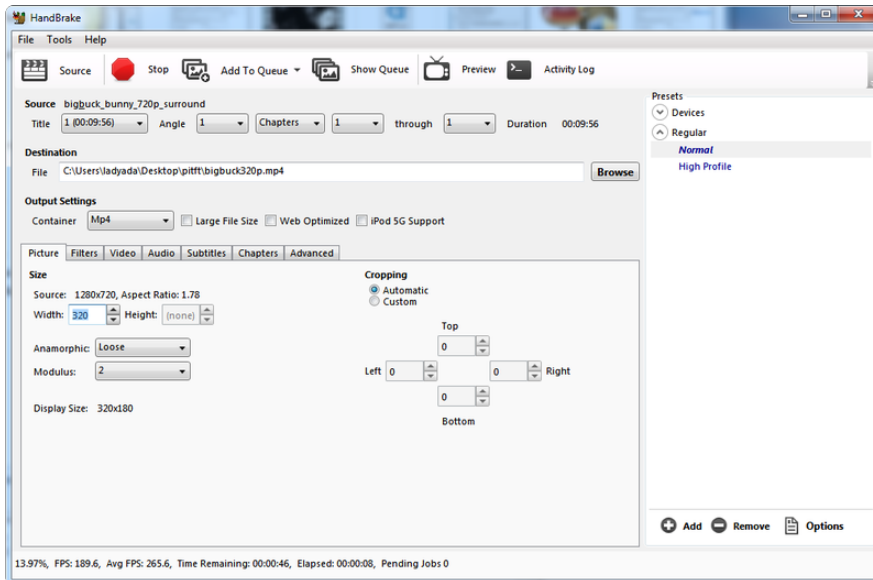 HandBrake
File Tools Help
Source Stop Add To Queue Show Queue Preview Activity Log
Source bigbuck_bunny_720p_surround
Title 1 (00:09:56) Angle 1 Chapters 1 through 1 Duration 00:09:56
Destination
File C:\Users\ladyada\Desktop\pitft\bigbuck320p.mp4 Browse
Output Settings
Container Mp4 Large File Size Web Optimized iPod 5G Support
Picture Filters Video Audio Subtitles Chapters Advanced
Size
Source: 1280x720, Aspect Ratio: 1.78
Width: 320 Height: (none)
Anamorphic: Loose
Modulus: 2
Display Size: 320x180
Cropping
Automatic
Custom
Top
0
Left 0 0 Right
0
Bottom
Presets
Devices
Regular
Normal
High Profile
Add Remove Options
13.97%, FPS: 189.6, Avg FPS: 265.6, Time Remaining: 00:00:46, Elapsed: 00:00:08, Pending Jobs 0